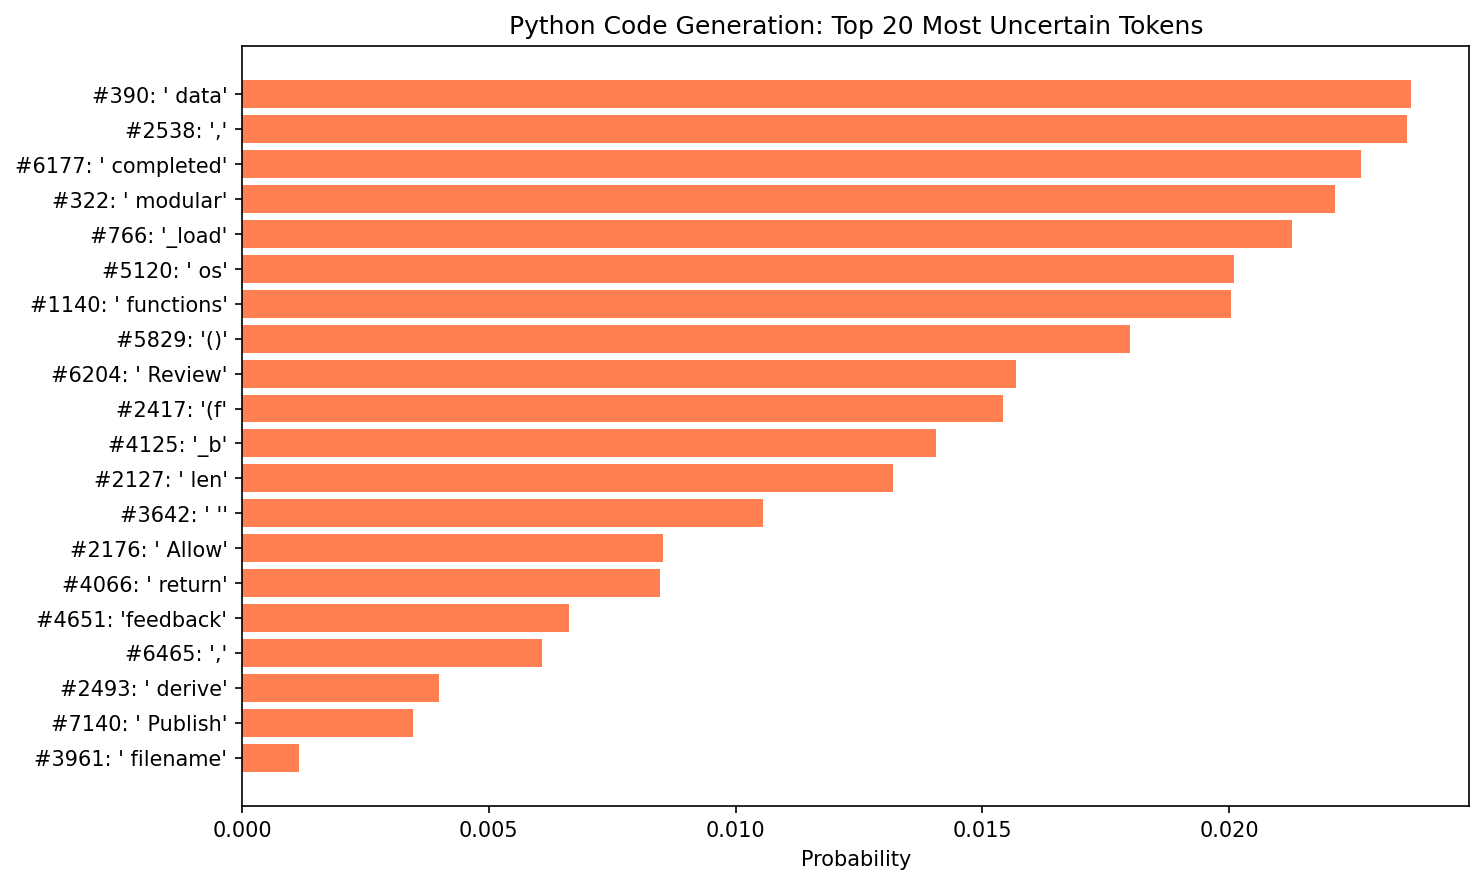 Python Code Generation: Top 20 Most Uncertain Tokens
#390: ' data'
#2538: ','
#6177: ' completed'
#322: ' modular'
#766: '_load'
#5120: ' os'
#1140: ' functions'
#5829: '()'
#6204: ' Review'
#2417: '(f'
#4125: '_b'
#2127: ' len'
#3642: ' ''
#2176: ' Allow'
#4066: ' return'
#4651: 'feedback'
#6465: ','
#2493: ' derive'
#7140: ' Publish'
#3961: ' filename'
0.000 0.005 0.010 0.015 0.020
Probability